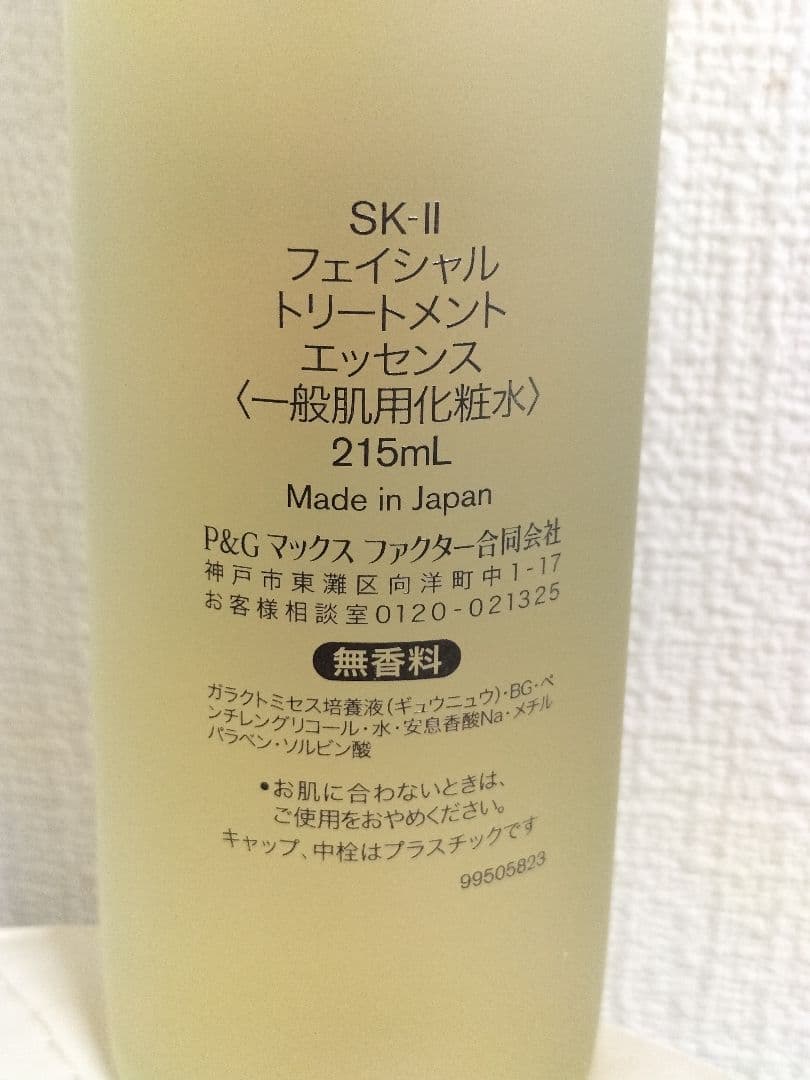 SK-II
フェイシャル
トリートメント
エッセンス
〈一般肌用化粧水〉
215mL
Made in Japan
P&G マックス ファクター合同会社
神戸市東灘区向洋町中1-17
お客様相談室0120-021325
無香料
ガラクトミセス培養液(ギュウニュウ)・BG・ペ
ンチレングリコール・水・安息香酸Na・メチル
パラベン・ソルビン酸
•お肌に合わないときは、
ご使用をおやめください。
キャップ、中栓はプラスチックです
99505823